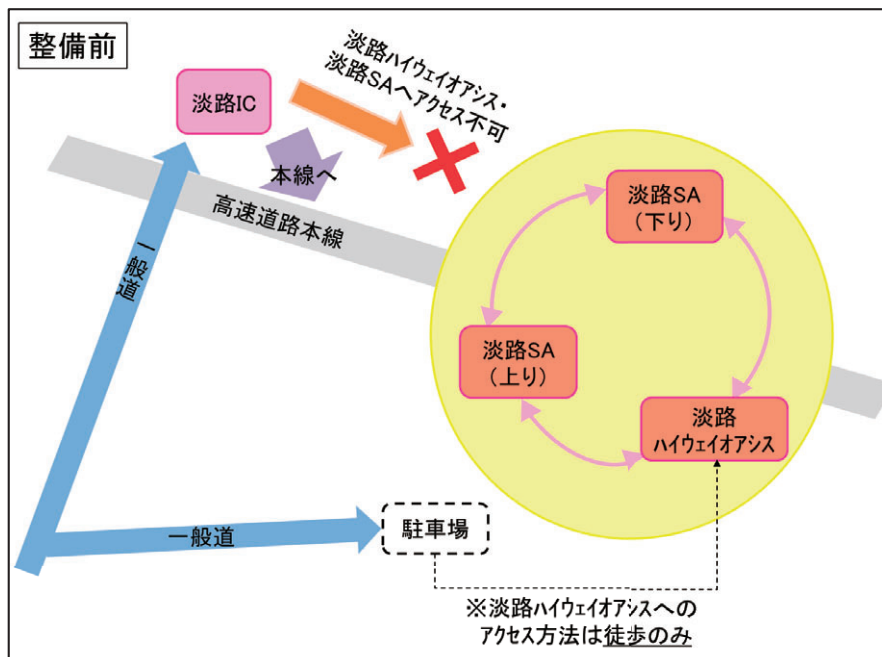 整備前
淡路IC
淡路ハイウェイオアシス・
淡路SAへアクセス不可
本線へ
高速道路本線
一般道
淡路SA
(下り)
淡路SA
(上り)
淡路
ハイウェイオアシス
一般道
駐車場
※淡路ハイウェイオアシスへの
アクセス方法は徒歩のみ